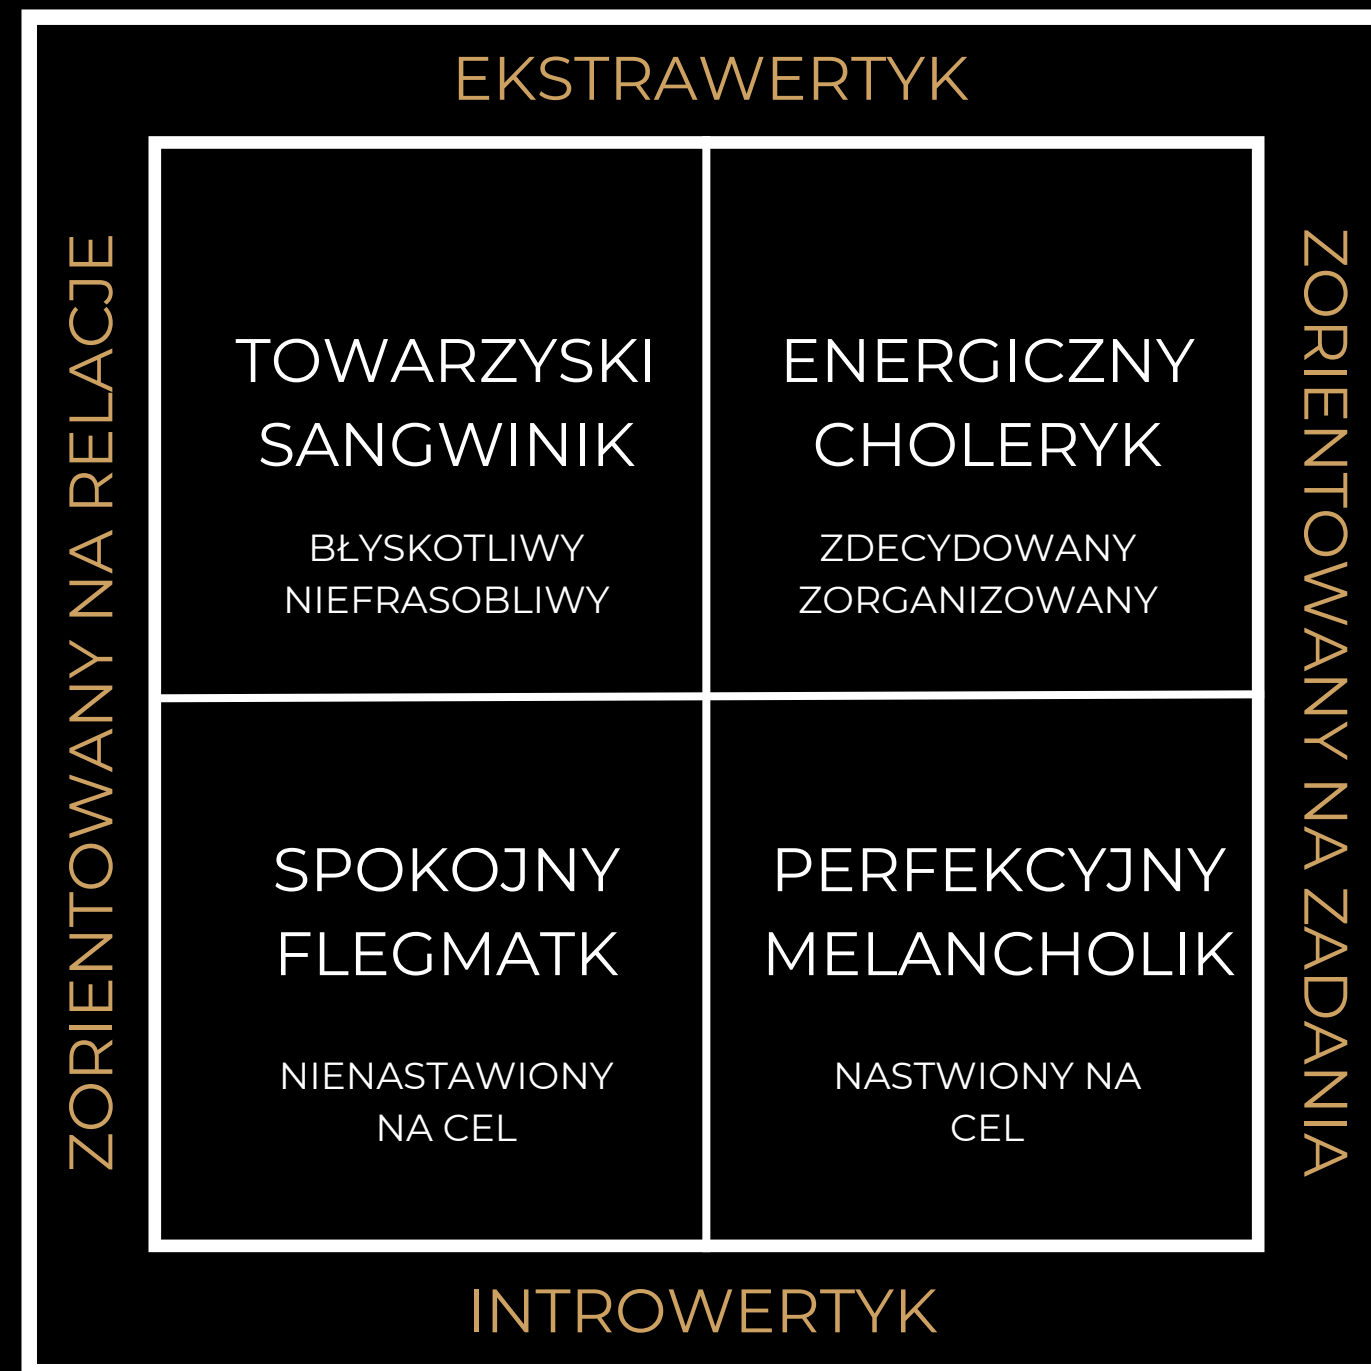 EKSTRAWERTYK
ZORIENTOWANY NA RELACJE
TOWARZYSKI
SANGWINIK
BŁYSKOTLIWY
NIEFRASOBLIWY
ENERGICZNY
CHOLERYK
ZDECYDOWANY
ZORGANIZOWANY
ZORIENTOWANY NA ZADANIA
SPOKOJNY
FLEGMATK
NIENASTAWIONY
NA CEL
PERFEKCYJNY
MELANCHOLIK
NASTWIONY NA
CEL
INTROWERTYK